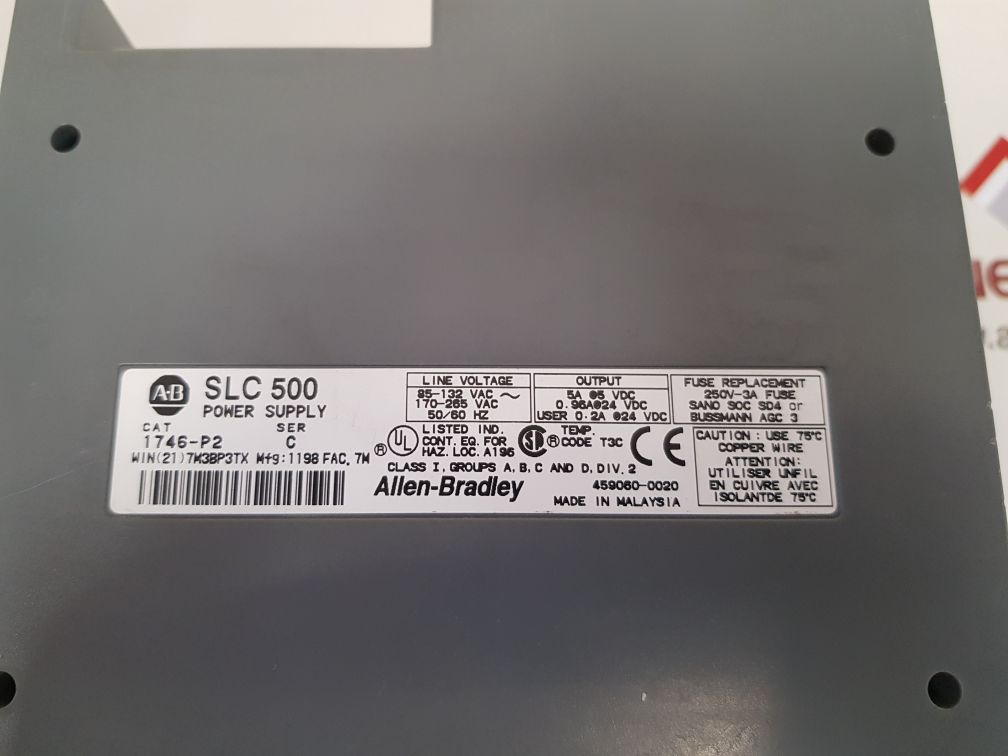 A·B SLC 500
POWER SUPPLY
CAT SER
1746-P2 C
WIN(21)7M3BP3TX Mfg:1198 FAC. 7M
LINE VOLTAGE
85-132 VAC ~
170-265 VAC
50/60 HZ
OUTPUT
5A @5 VDC
0.96A@24 VDC
USER 0.2A @24 VDC
FUSE REPLACEMENT
250V-3A FUSE
SANO SOC SD4 or
BUSSMANN AGC 3
UL ® LISTED IND.
CONT. EQ. FOR
HAZ. LOC. A196
® TEMP.
CODE T3C
CE
CLASS I, GROUPS A, B, C AND D, DIV. 2
Allen-Bradley
459060-0020
MADE IN MALAYSIA
CAUTION: USE 75°C
COPPER WIRE
ATTENTION:
UTILISER UNFIL
EN CUIVRE AVEC
ISOLANTDE 75°C